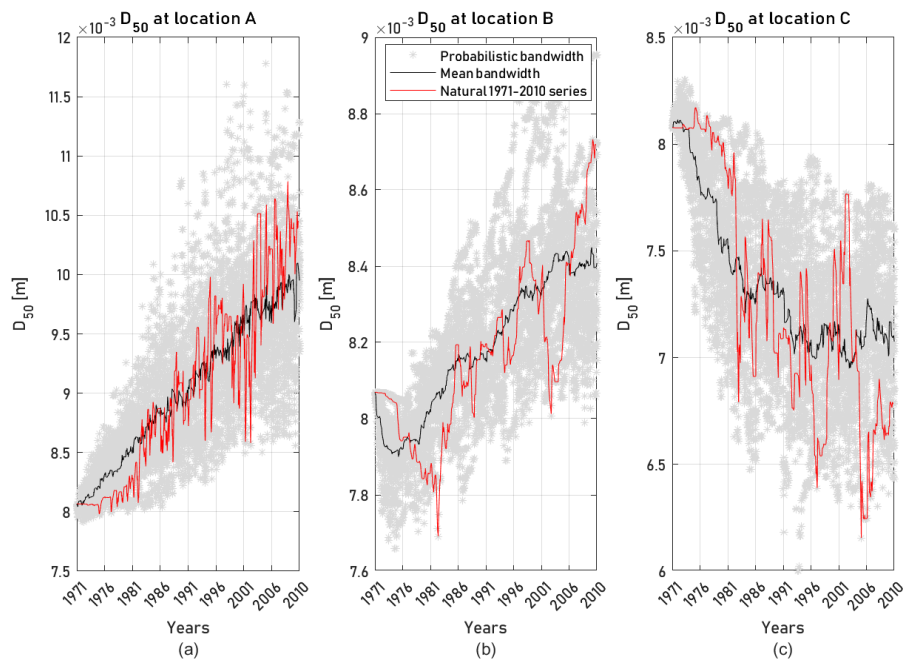 ×10⁻³ D₅₀ at location A
12
11.5
11
10.5
10
9.5
9
8.5
8
7.5
D₅₀ [m]
1971 1976 1981 1986 1991 1996 2001 2006 2010
Years
(a)
×10⁻³ D₅₀ at location B
Probabilistic bandwidth
Mean bandwidth
Natural 1971-2010 series
9
8.8
8.6
8.4
8.2
8
7.8
7.6
D₅₀ [m]
1971 1976 1981 1986 1991 1996 2001 2006 2010
Years
(b)
×10⁻³ D₅₀ at location C
8.5
8
7.5
7
6.5
6
D₅₀ [m]
1971 1976 1981 1986 1991 1996 2001 2006 2010
Years
(c)